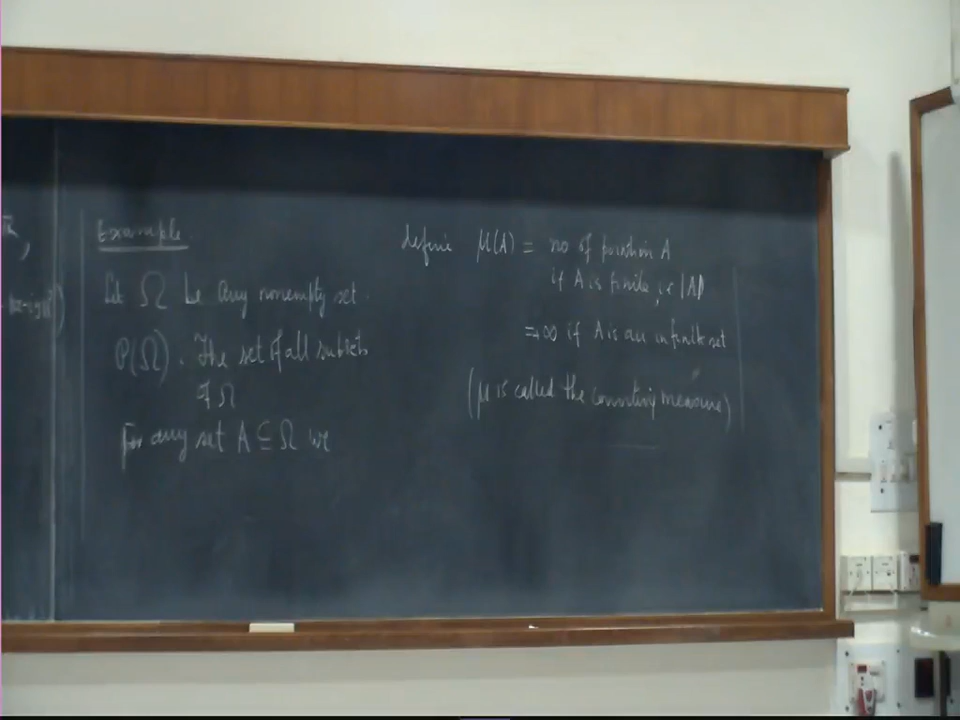 Example
Let Ω be any nonempty set.
P(Ω). The set of all subsets
of Ω
For any set A ⊆ Ω we
define μ(A) = no of points in A
if A is finite, i.e |A|
= ∞ if A is an infinite set
(μ is called the counting measure)